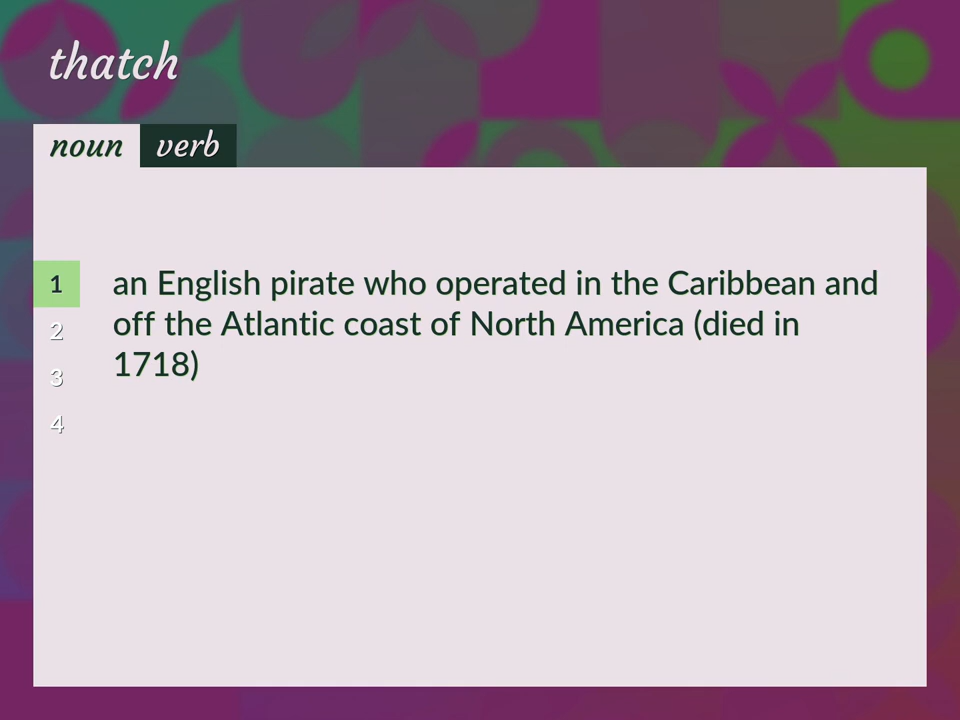 thatch
noun verb
1 an English pirate who operated in the Caribbean and
off the Atlantic coast of North America (died in
1718)
2
3
4